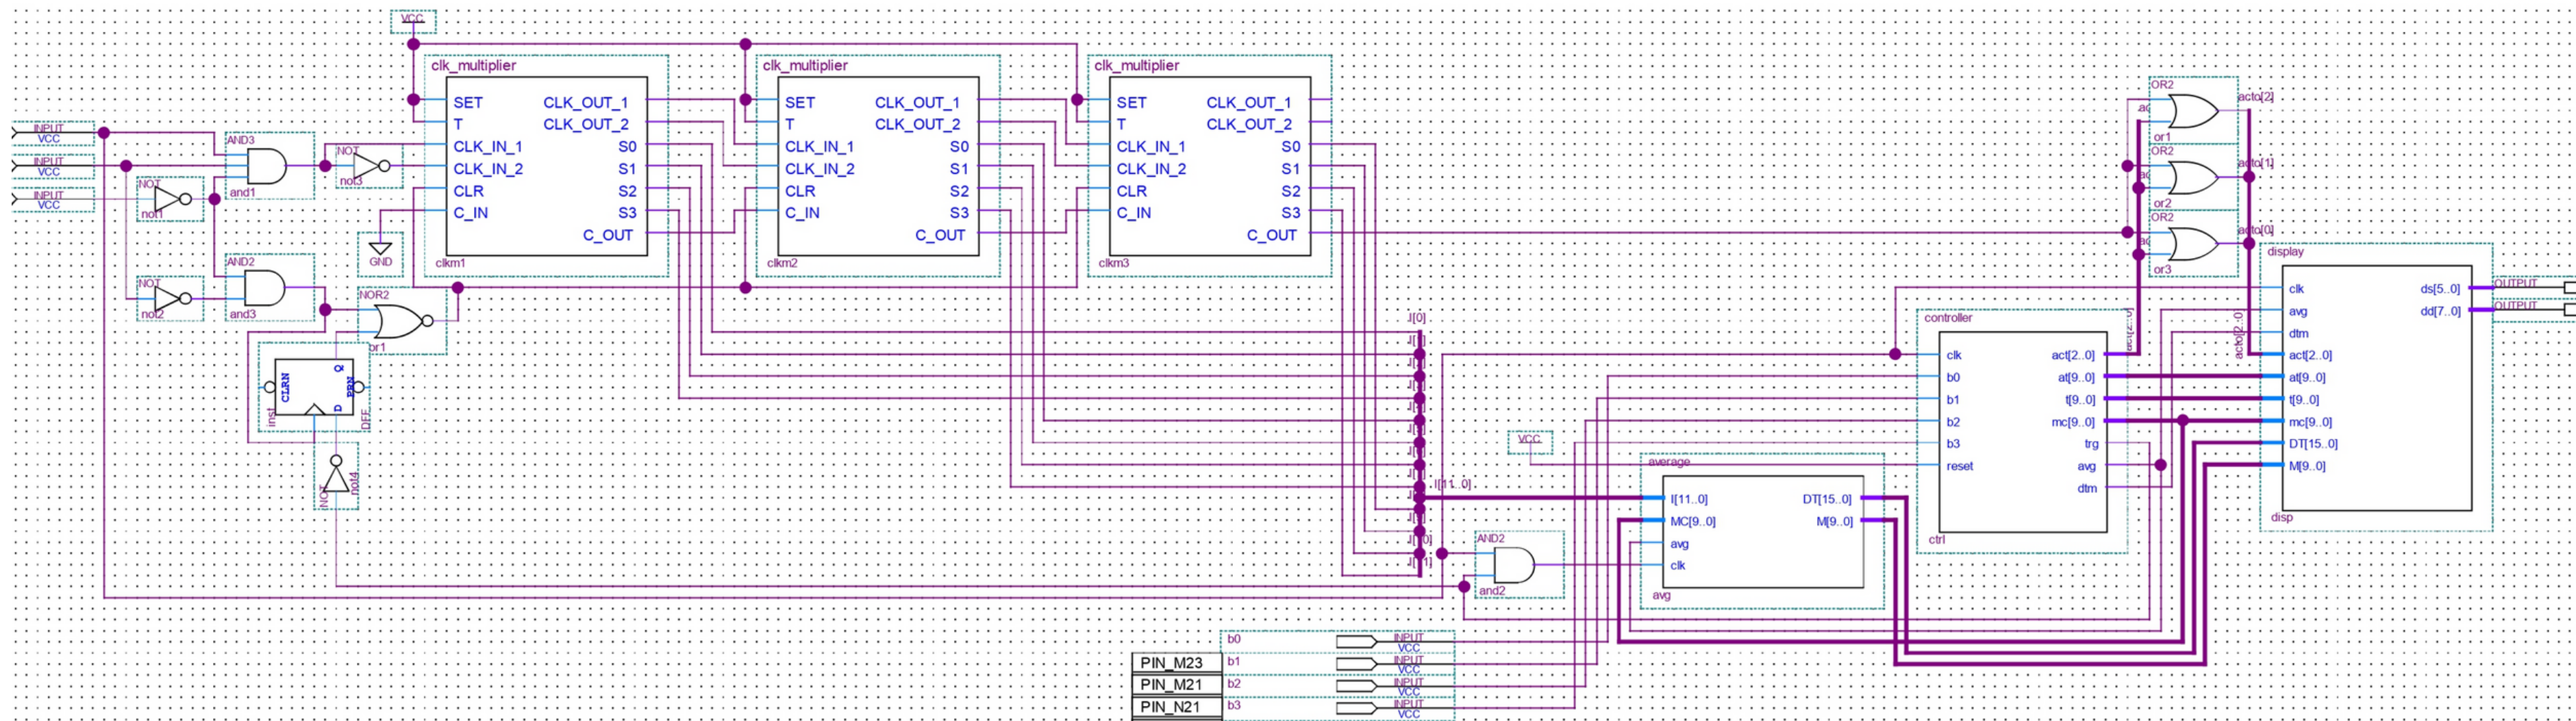 VCC
INPUT
VCC
INPUT
VCC
INPUT
VCC
NOT
not1
AND3
and1
NOT
not3
NOT
not2
AND2
and3
GND
NOR2
or1
CLRN
Q
PRN
D
inst
DFF
NOT
not4
clk_multiplier
SET
T
CLK_IN_1
CLK_IN_2
CLR
C_IN
CLK_OUT_1
CLK_OUT_2
S0
S1
S2
S3
C_OUT
clkm1
clk_multiplier
SET
T
CLK_IN_1
CLK_IN_2
CLR
C_IN
CLK_OUT_1
CLK_OUT_2
S0
S1
S2
S3
C_OUT
clkm2
clk_multiplier
SET
T
CLK_IN_1
CLK_IN_2
CLR
C_IN
CLK_OUT_1
CLK_OUT_2
S0
S1
S2
S3
C_OUT
clkm3
I[0]
I[11..0]
AND2
and2
VCC
average
I[11..0]
MC[9..0]
avg
clk
DT[15..0]
M[9..0]
avg
b0
INPUT
VCC
PIN_M23
b1
INPUT
VCC
PIN_M21
b2
INPUT
VCC
PIN_N21
b3
INPUT
VCC
controller
clk
b0
b1
b2
b3
reset
act[2..0]
at[9..0]
t[9..0]
mc[9..0]
trg
avg
dtm
ctrl
act[2..0]
OR2
or1
acto[2]
OR2
or2
acto[1]
OR2
or3
acto[0]
acto[2..0]
display
clk
avg
dtm
act[2..0]
at[9..0]
t[9..0]
mc[9..0]
DT[15..0]
M[9..0]
ds[5..0]
dd[7..0]
disp
OUTPUT
OUTPUT